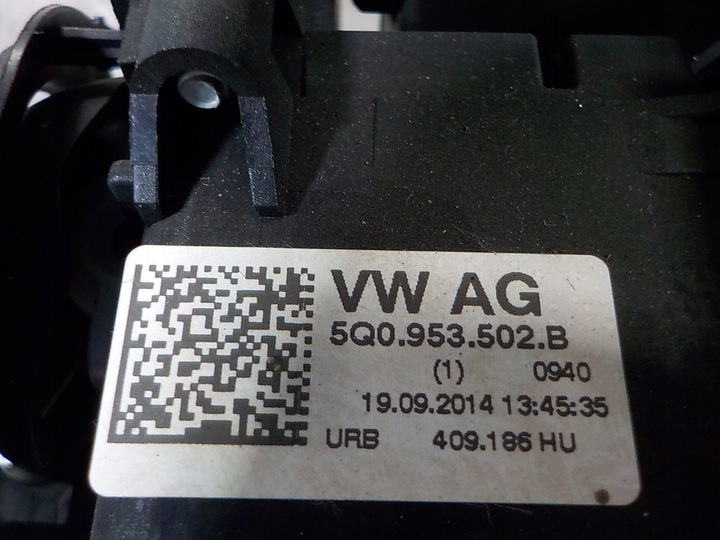 VW AG
5Q0.953.502.B
(1) 0940
19.09.2014 13:45:35
URB 409.186 HU